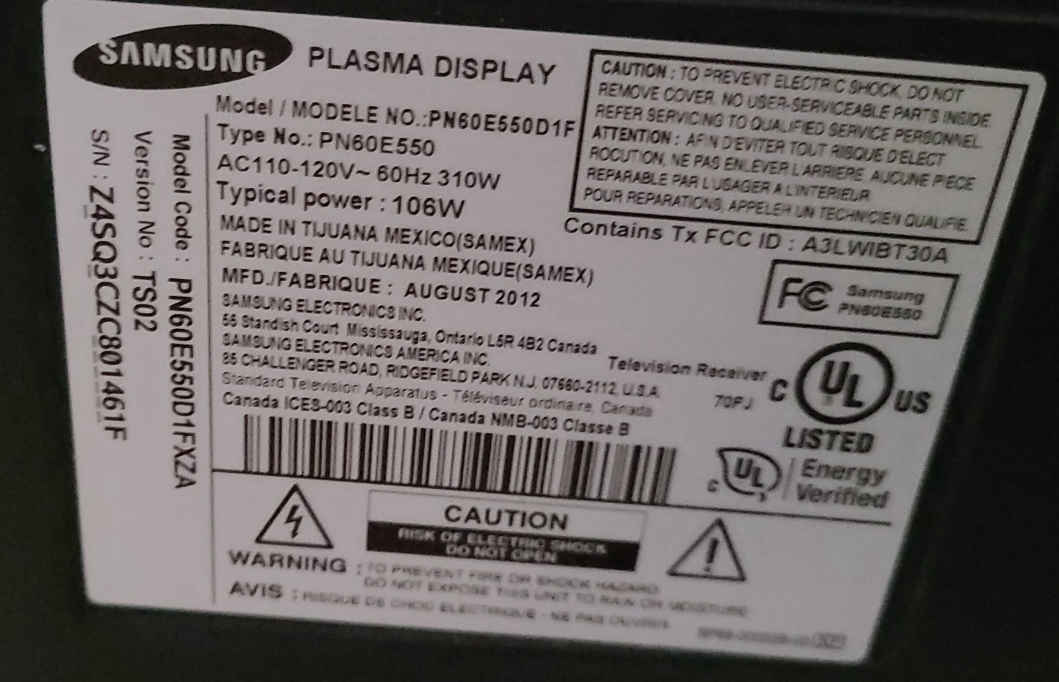 SAMSUNG
PLASMA DISPLAY
Model / MODELE NO.:PN60E550D1F
Type No.: PN60E550
AC110-120V~ 60Hz 310W
Typical power : 106W
MADE IN TIJUANA MEXICO(SAMEX)
FABRIQUE AU TIJUANA MEXIQUE(SAMEX)
MFD./FABRIQUE : AUGUST 2012
SAMSUNG ELECTRONICS INC.
55 Standish Court Mississauga, Ontario L5R 4B2 Canada
SAMSUNG ELECTRONICS AMERICA INC.
85 CHALLENGER ROAD, RIDGEFIELD PARK N.J. 07660-2112, U.S.A.
Standard Television Apparatus - Téléviseur ordinaire, Canada
Canada ICES-003 Class B / Canada NMB-003 Classe B
CAUTION : TO PREVENT ELECTRIC SHOCK, DO NOT
REMOVE COVER. NO USER-SERVICEABLE PARTS INSIDE.
REFER SERVICING TO QUALIFIED SERVICE PERSONNEL.
ATTENTION : AFIN D'EVITER TOUT RISQUE D'ELECT
ROCUTION, NE PAS ENLEVER L'ARRIERE. AUCUNE PIECE
REPARABLE PAR L'USAGER A L'INTERIEUR.
POUR REPARATIONS, APPELER UN TECHNICIEN QUALIFIE.
Contains Tx FCC ID : A3LWIBT30A
FC Samsung
PN60E550
Television Receiver
70FJ
C UL US
LISTED
C UL Energy
Verified
Model Code : PN60E550D1FXZA
Version No : TS02
S/N : Z4SQ3CZC801461F
CAUTION
RISK OF ELECTRIC SHOCK
DO NOT OPEN
WARNING : TO PREVENT FIRE OR SHOCK HAZARD
DO NOT EXPOSE THIS UNIT TO RAIN OR MOISTURE
AVIS : RISQUE DE CHOC ELECTRIQUE - NE PAS OUVRIR